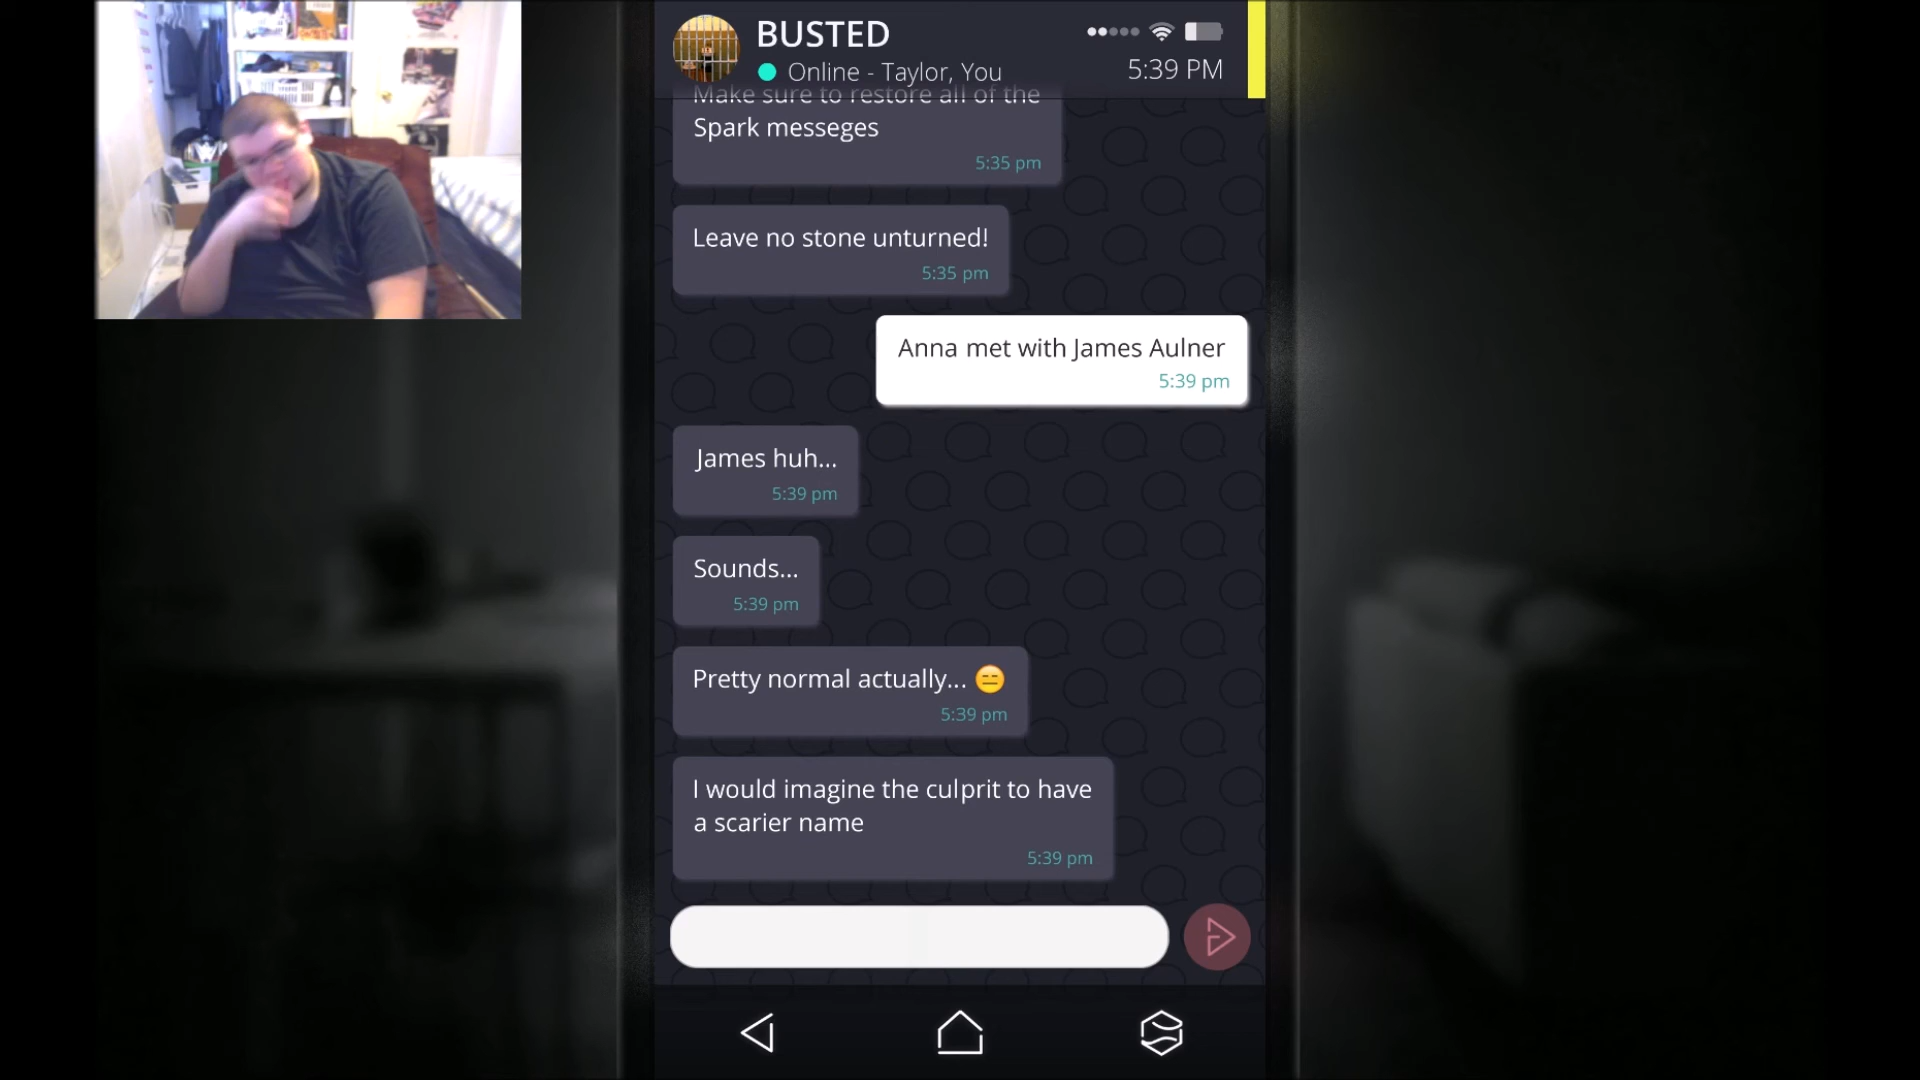 BUSTED
Online - Taylor, You
5:39 PM
Make sure to restore all of the
Spark messeges
5:35 pm
Leave no stone unturned!
5:35 pm
Anna met with James Aulner
5:39 pm
James huh...
5:39 pm
Sounds...
5:39 pm
Pretty normal actually... 😑
5:39 pm
I would imagine the culprit to have
a scarier name
5:39 pm